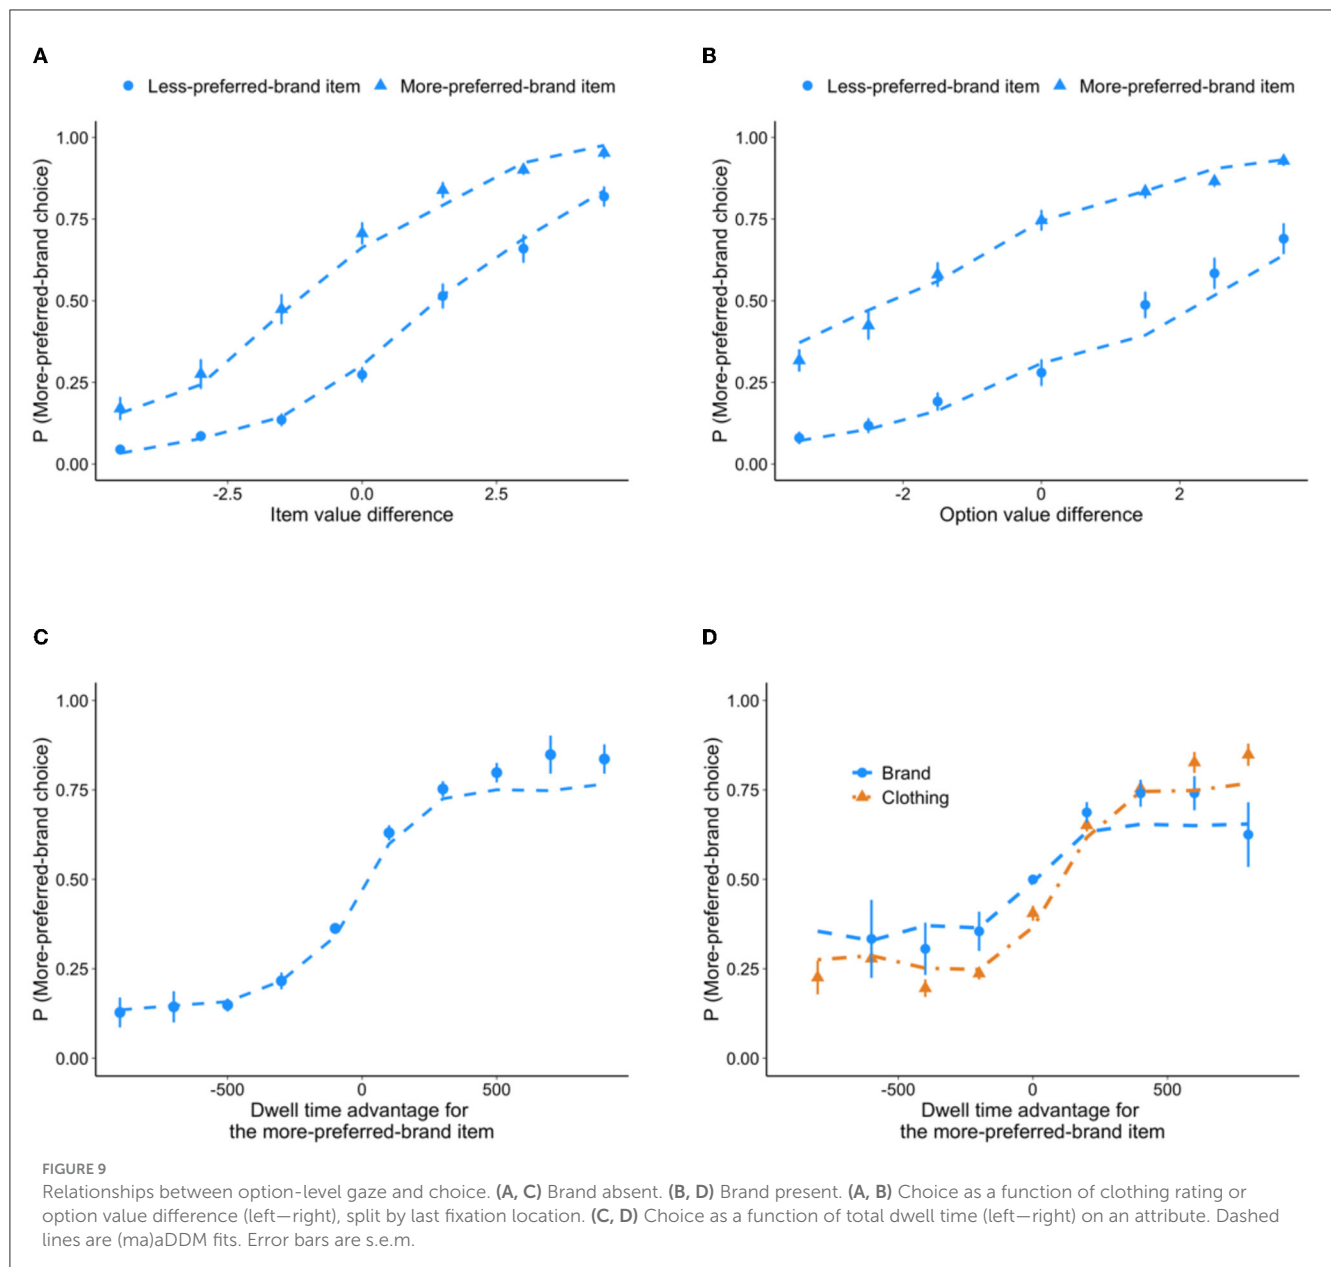 A
Less-preferred-brand item
More-preferred-brand item
P (More-preferred-brand choice)
1.00
0.75
0.50
0.25
0.00
-2.5
0.0
2.5
Item value difference
B
Less-preferred-brand item
More-preferred-brand item
P (More-preferred-brand choice)
1.00
0.75
0.50
0.25
0.00
-2
0
2
Option value difference
C
P (More-preferred-brand choice)
1.00
0.75
0.50
0.25
0.00
-500
0
500
Dwell time advantage for
the more-preferred-brand item
D
Brand
Clothing
P (More-preferred-brand choice)
1.00
0.75
0.50
0.25
0.00
-500
0
500
Dwell time advantage for
the more-preferred-brand item
FIGURE 9
Relationships between option-level gaze and choice. (A, C) Brand absent. (B, D) Brand present. (A, B) Choice as a function of clothing rating or
option value difference (left—right), split by last fixation location. (C, D) Choice as a function of total dwell time (left—right) on an attribute. Dashed
lines are (ma)aDDM fits. Error bars are s.e.m.